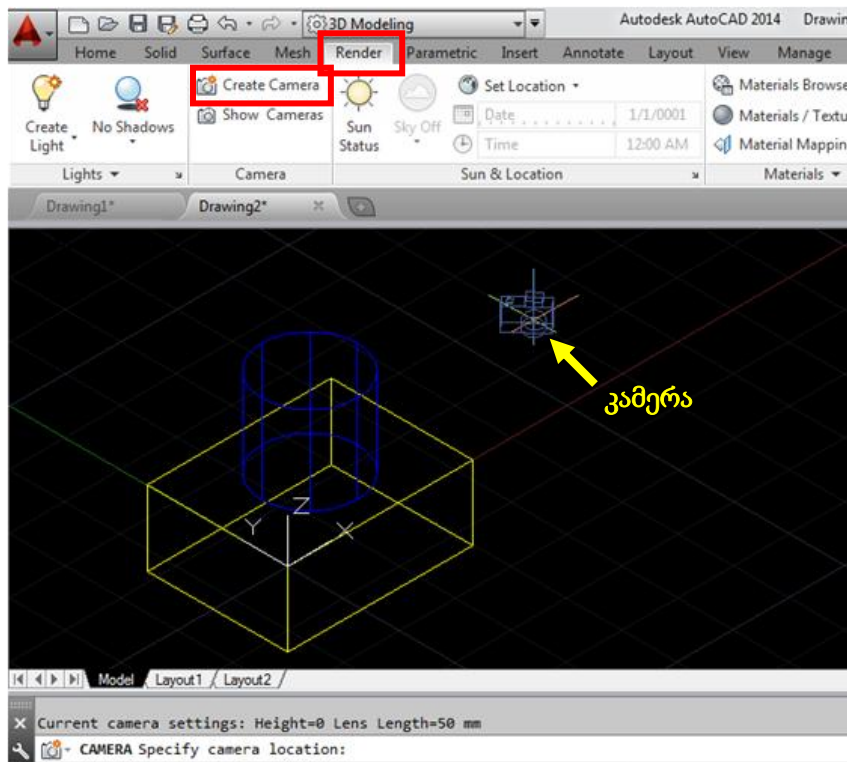 3D Modeling Autodesk AutoCAD 2014
Home Solid Surface Mesh Render Parametric Insert Annotate Layout View Manage
Create Camera
Show Cameras
Create
Light
No Shadows
Sun
Status
Sky Off
Set Location
Date 1/1/0001
Time 12:00 AM
Materials
Materials /
Material
Lights Camera Sun & Location Materials
Drawing1* Drawing2*
კამერა
Z
Y X
Model Layout1 Layout2
Current camera settings: Height=0 Lens Length=50 mm
CAMERA Specify camera location: